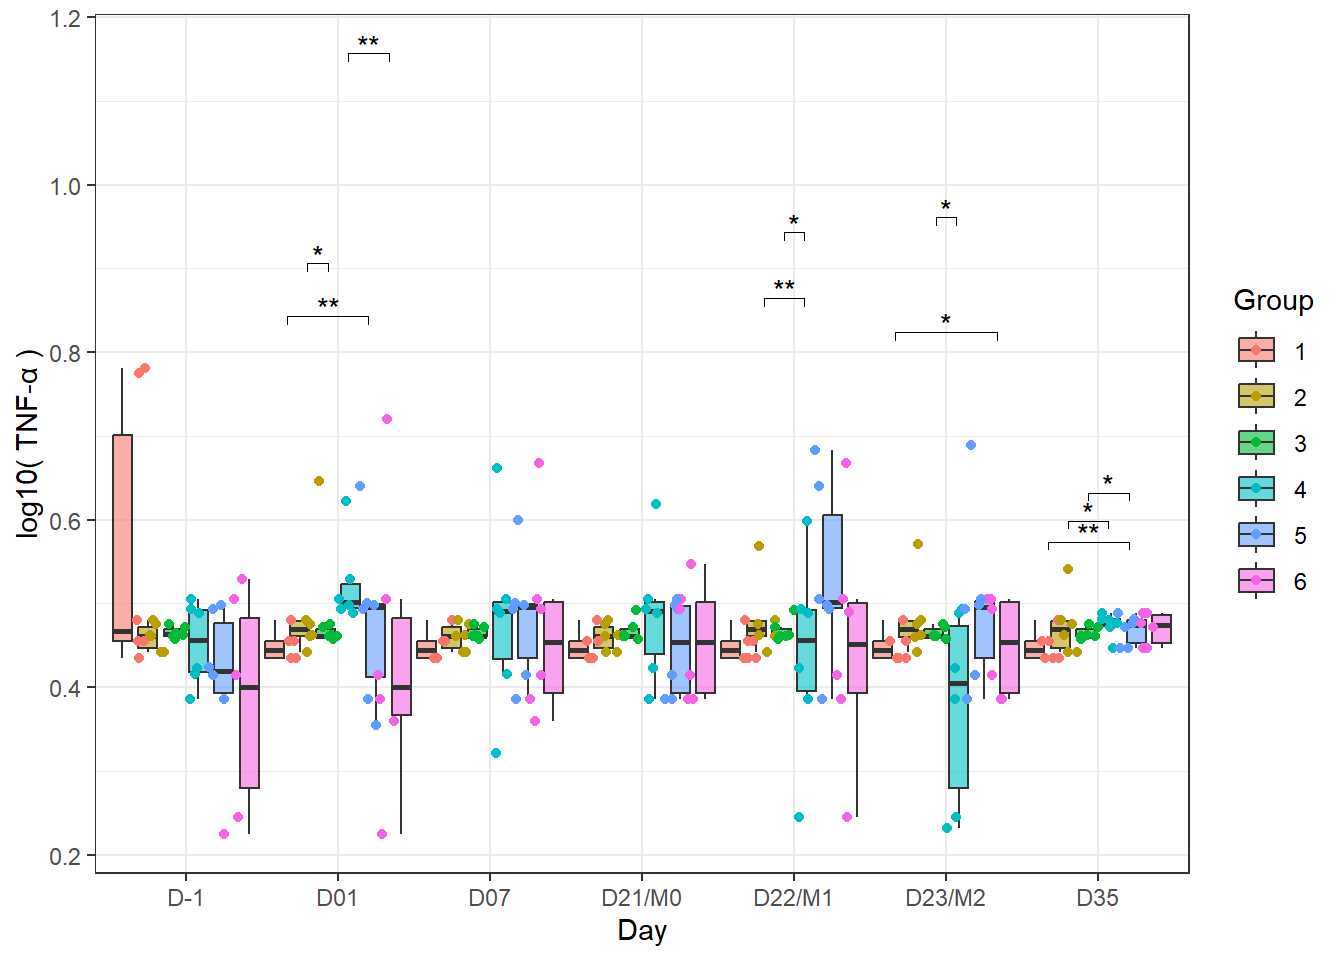 1.2
1.0
0.8
0.6
0.4
0.2
log10( TNF-α )
**
*
**
*
**
*
*
*
*
**
D-1
D01
D07
D21/M0
D22/M1
D23/M2
D35
Day
Group
1
2
3
4
5
6